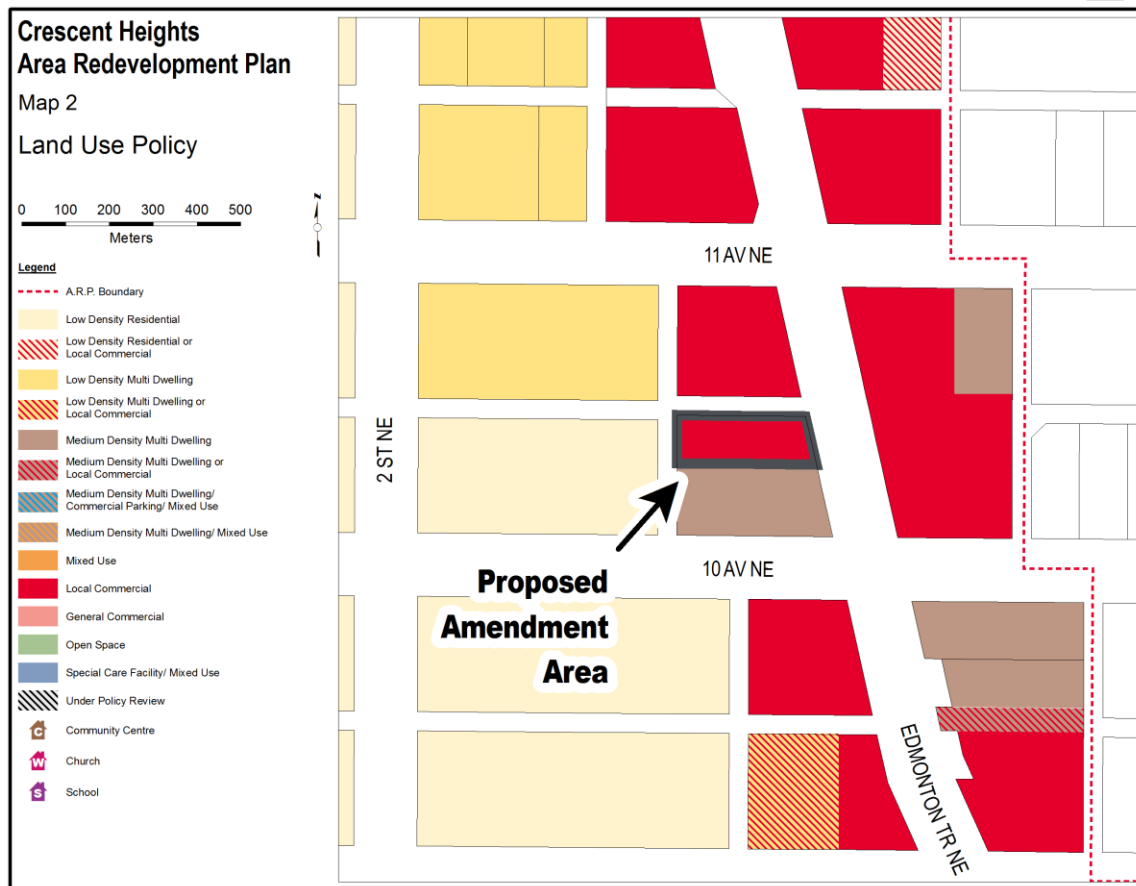 Crescent Heights
Area Redevelopment Plan
Map 2
Land Use Policy
0 100 200 300 400 500
Meters
Legend
A.R.P. Boundary
Low Density Residential
Low Density Residential or
Local Commercial
Low Density Multi Dwelling
Low Density Multi Dwelling or
Local Commercial
Medium Density Multi Dwelling
Medium Density Multi Dwelling or
Local Commercial
Medium Density Multi Dwelling/
Commercial Parking/ Mixed Use
Medium Density Multi Dwelling/ Mixed Use
Mixed Use
Local Commercial
General Commercial
Open Space
Special Care Facility/ Mixed Use
Under Policy Review
C Community Centre
W Church
S School
11 AV NE
2 ST NE
10 AV NE
Proposed
Amendment
Area
EDMONTON TR NE